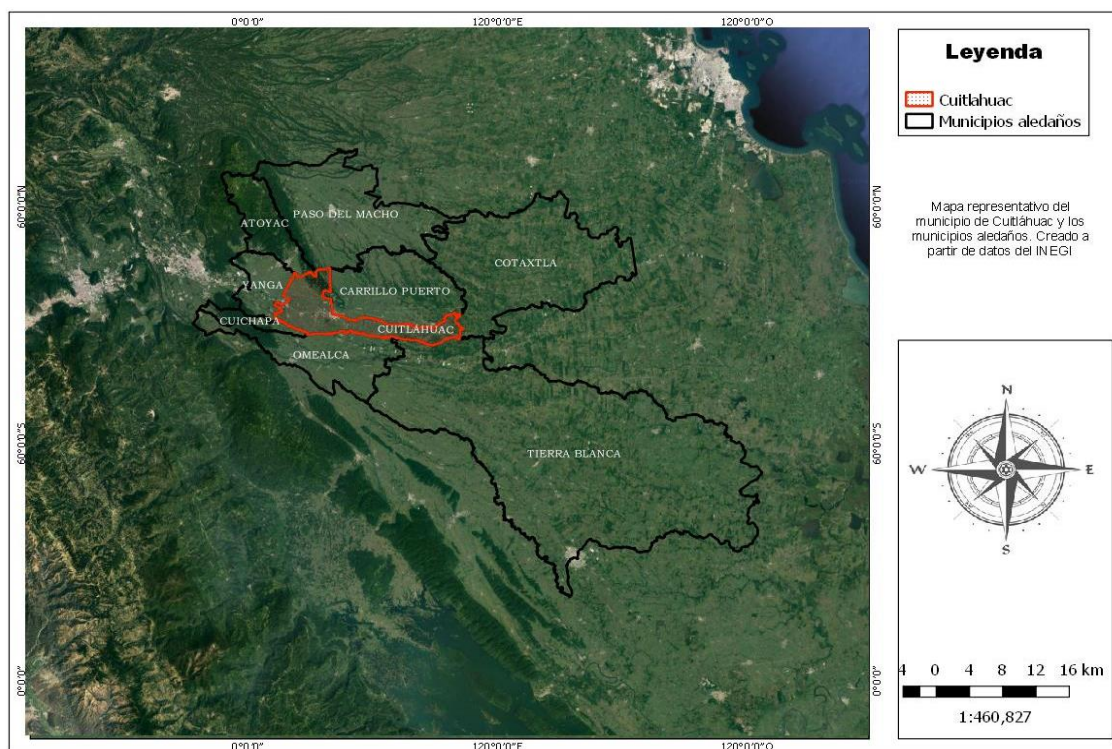 0°0'0" 120°0'0"E 120°0'0"O
60°0'0"N
60°0'0"S
0°0'0"
ATOYAC
PASO DEL MACHO
COTAXTLA
YANGA
CARRILLO PUERTO
CUICHAPA
CUITLAHUAC
OMEALCA
TIERRA BLANCA
60°0'0"N
60°0'0"S
0°0'0"
0°0'0" 120°0'0"E 120°0'0"O
Leyenda
Cuitlahuac
Municipios aledaños
Mapa representativo del
municipio de Cuitláhuac y los
municipios aledaños. Creado a
partir de datos del INEGI
N
W E
S
4 0 4 8 12 16 km
1:460,827